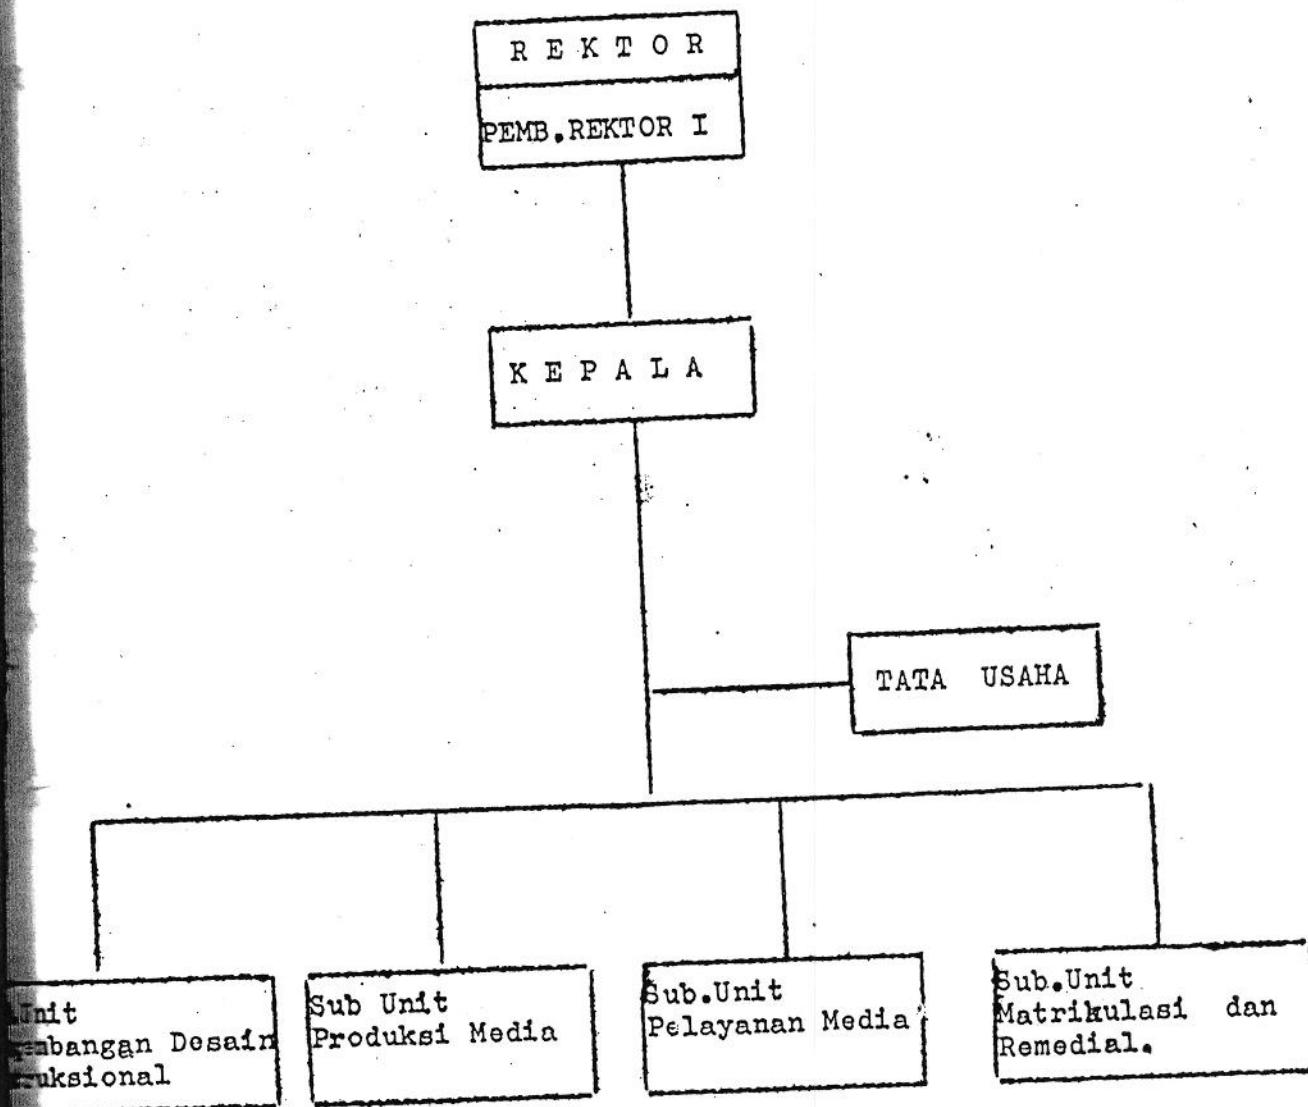 R E K T O R
PEMB.REKTOR I
K E P A L A
TATA USAHA
Unit
Desain
Sub Unit
Produksi Media
Sub.Unit
Pelayanan Media
Sub.Unit
Matrikulasi dan
Remedial.